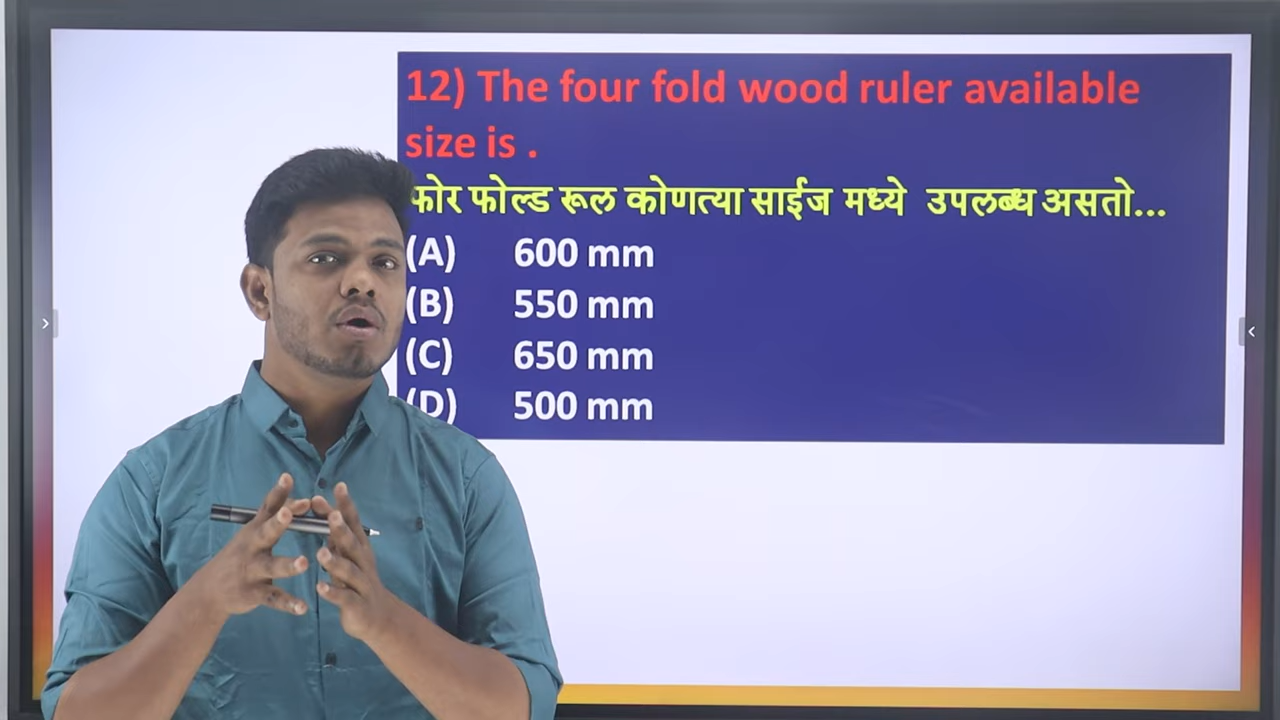 12) The four fold wood ruler available
size is .
फोर फोल्ड रूल कोणत्या साईज मध्ये उपलब्ध असतो...
(A) 600 mm
(B) 550 mm
(C) 650 mm
(D) 500 mm